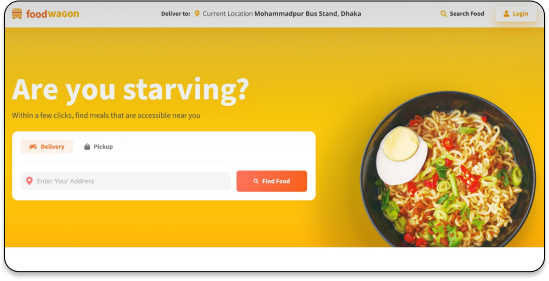 foodwagon
Deliver to: Current Location Mohammadpur Bus Stand, Dhaka
Search Food
Login
Are you starving?
Within a few clicks, find meals that are accessible near you
Delivery
Pickup
Enter Your Address
Find Food